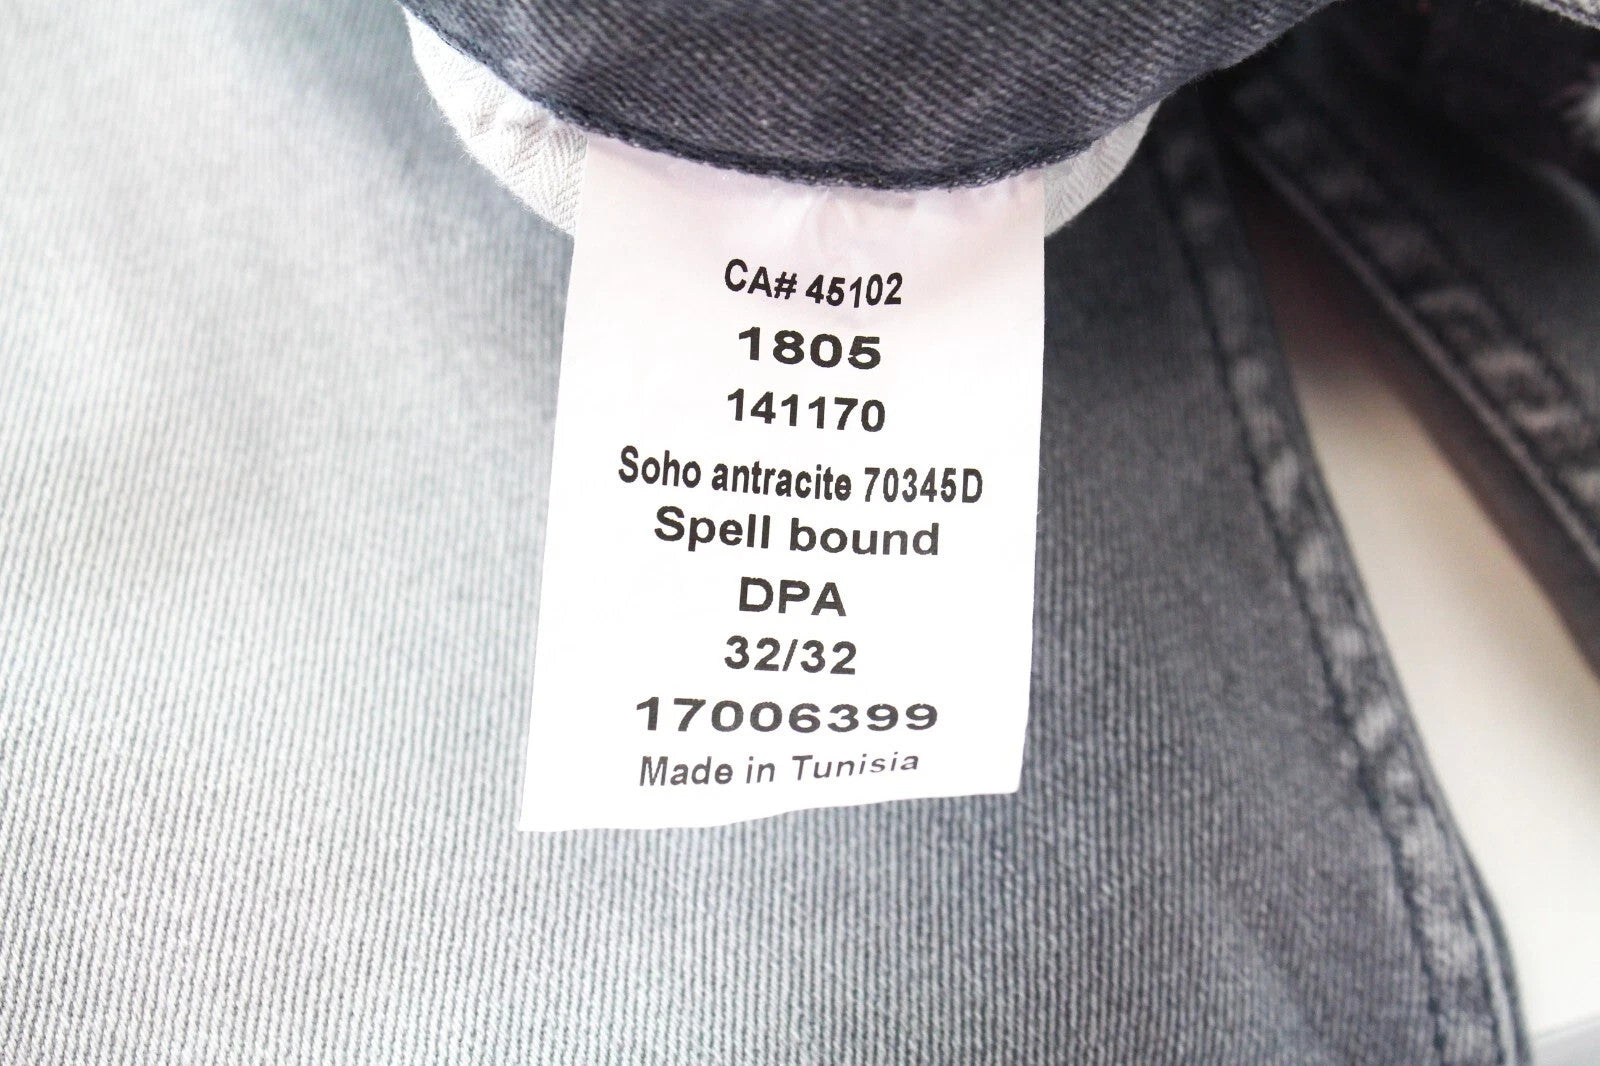 CA# 45102
1805
141170
Soho antracite 70345D
Spell bound
DPA
32/32
17006399
Made in Tunisia